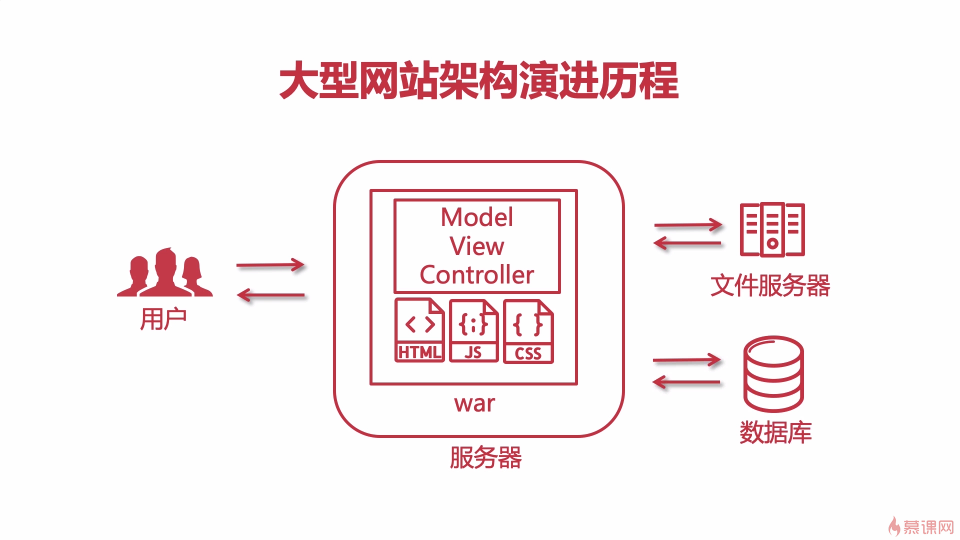 大型网站架构演进历程
Model
View
Controller
< >
HTML
{;}
JS
{ }
CSS
war
服务器
用户
文件服务器
数据库
慕课网